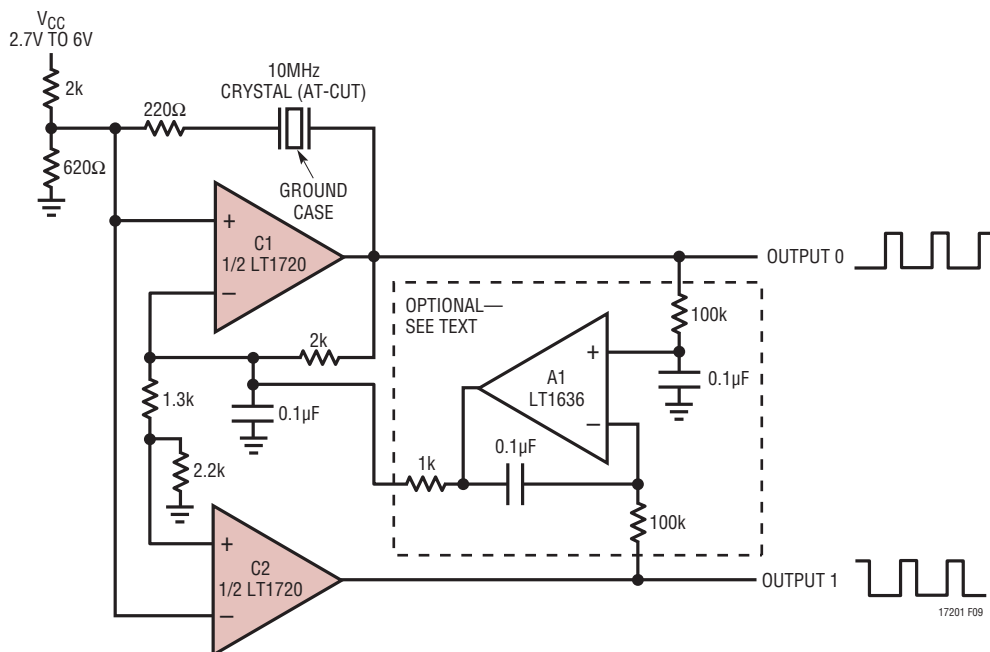 VCC
2.7V TO 6V
2k
620Ω
220Ω
10MHz
CRYSTAL (AT-CUT)
GROUND
CASE
+
C1
1/2 LT1720
−
OUTPUT 0
OPTIONAL—
SEE TEXT
100k
2k
+
A1
LT1636
−
0.1µF
1.3k
0.1µF
0.1µF
1k
2.2k
100k
+
C2
1/2 LT1720
−
OUTPUT 1
17201 F09